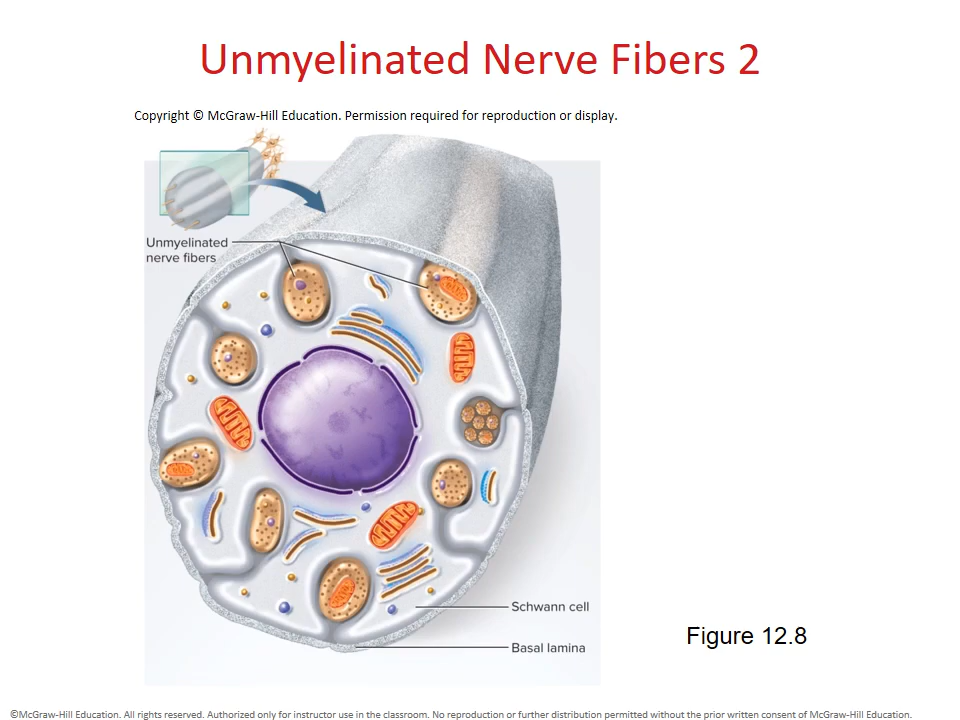 Unmyelinated Nerve Fibers 2
Copyright © McGraw-Hill Education. Permission required for reproduction or display.
Unmyelinated
nerve fibers
Schwann cell
Basal lamina
Figure 12.8
©McGraw-Hill Education. All rights reserved. Authorized only for instructor use in the classroom. No reproduction or further distribution permitted without the prior written consent of McGraw-Hill Education.